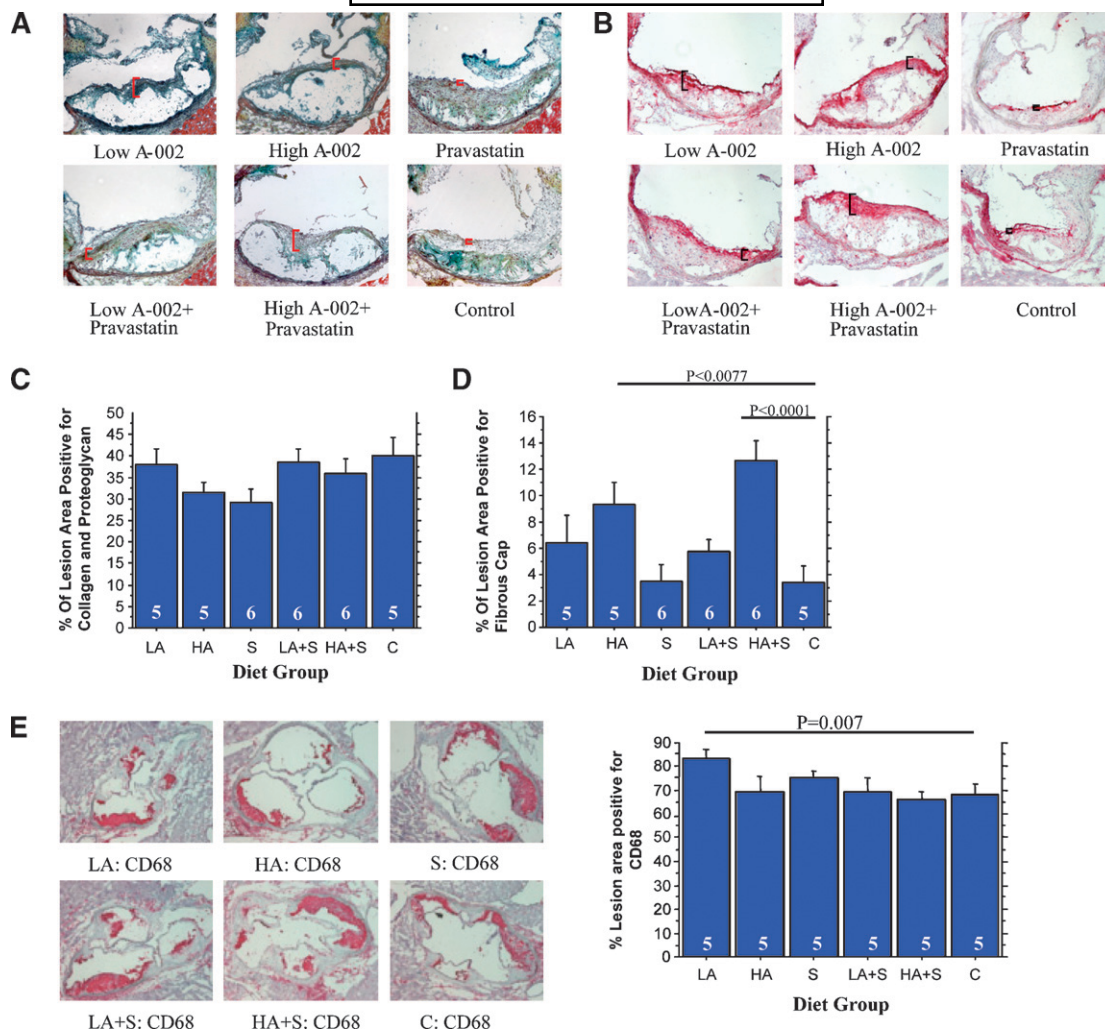 A
Low A-002
High A-002
Pravastatin
Low A-002+
Pravastatin
High A-002+
Pravastatin
Control
B
Low A-002
High A-002
Pravastatin
LowA-002+
Pravastatin
High A-002+
Pravastatin
Control
C
% Of Lesion Area Positive for
Collagen and Proteoglycan
50
45
40
35
30
25
20
15
10
5
0
5 5 6 6 6 5
LA HA S LA+S HA+S C
Diet Group
D
P<0.0077
P<0.0001
% Of Lesion Area Positive for
Fibrous Cap
16
14
12
10
8
6
4
2
0
5 5 6 6 6 5
LA HA S LA+S HA+S C
Diet Group
E
LA: CD68
HA: CD68
S: CD68
LA+S: CD68
HA+S: CD68
C: CD68
P=0.007
% Lesion area positive for
CD68
90
80
70
60
50
40
30
20
10
0
5 5 5 5 5 5
LA HA S LA+S HA+S C
Diet Group